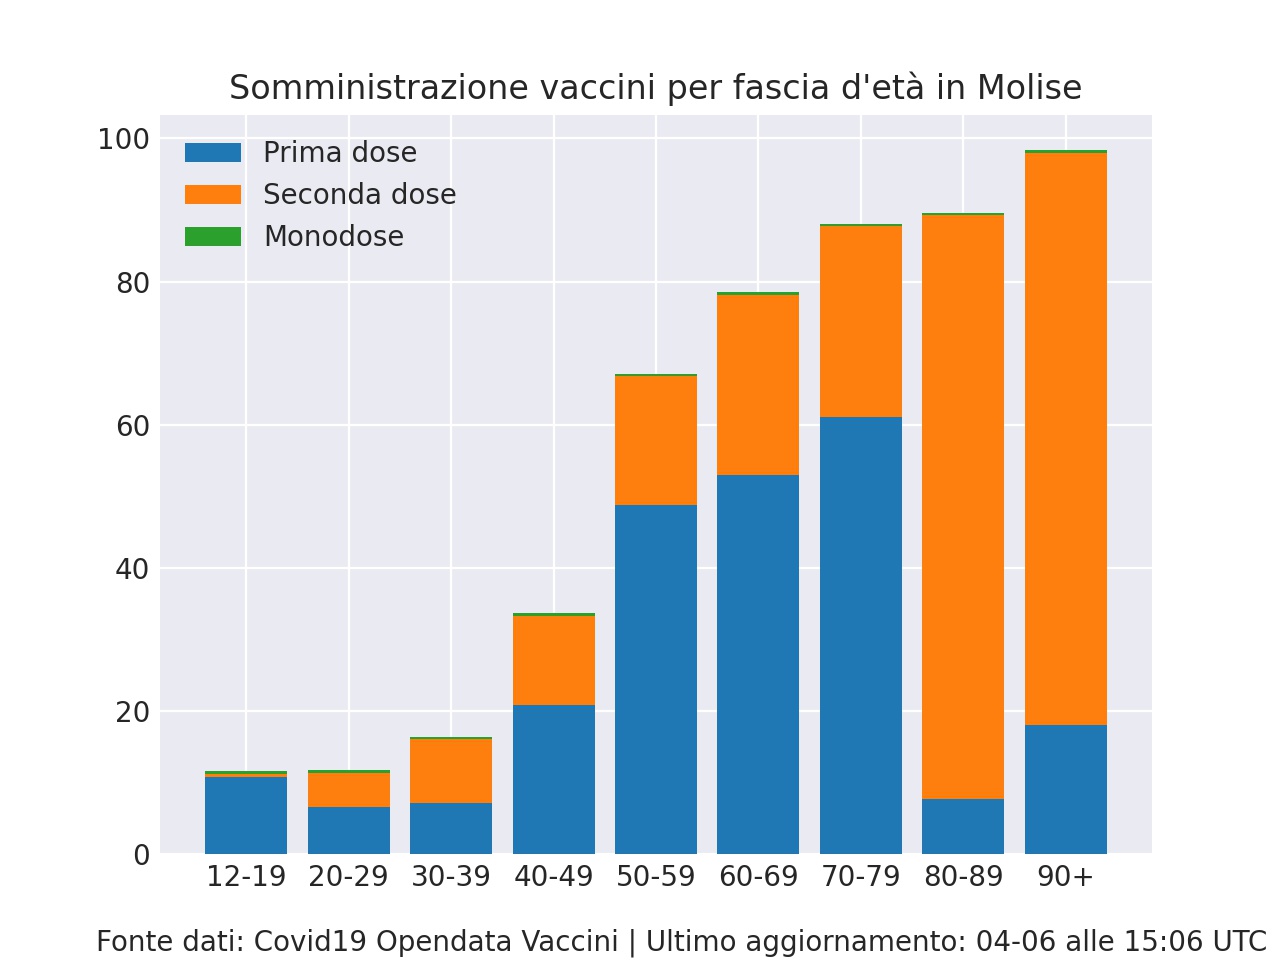 Somministrazione vaccini per fascia d'età in Molise
100
80
60
40
20
0
Prima dose
Seconda dose
Monodose
12-19 20-29 30-39 40-49 50-59 60-69 70-79 80-89 90+
Fonte dati: Covid19 Opendata Vaccini | Ultimo aggiornamento: 04-06 alle 15:06 UTC